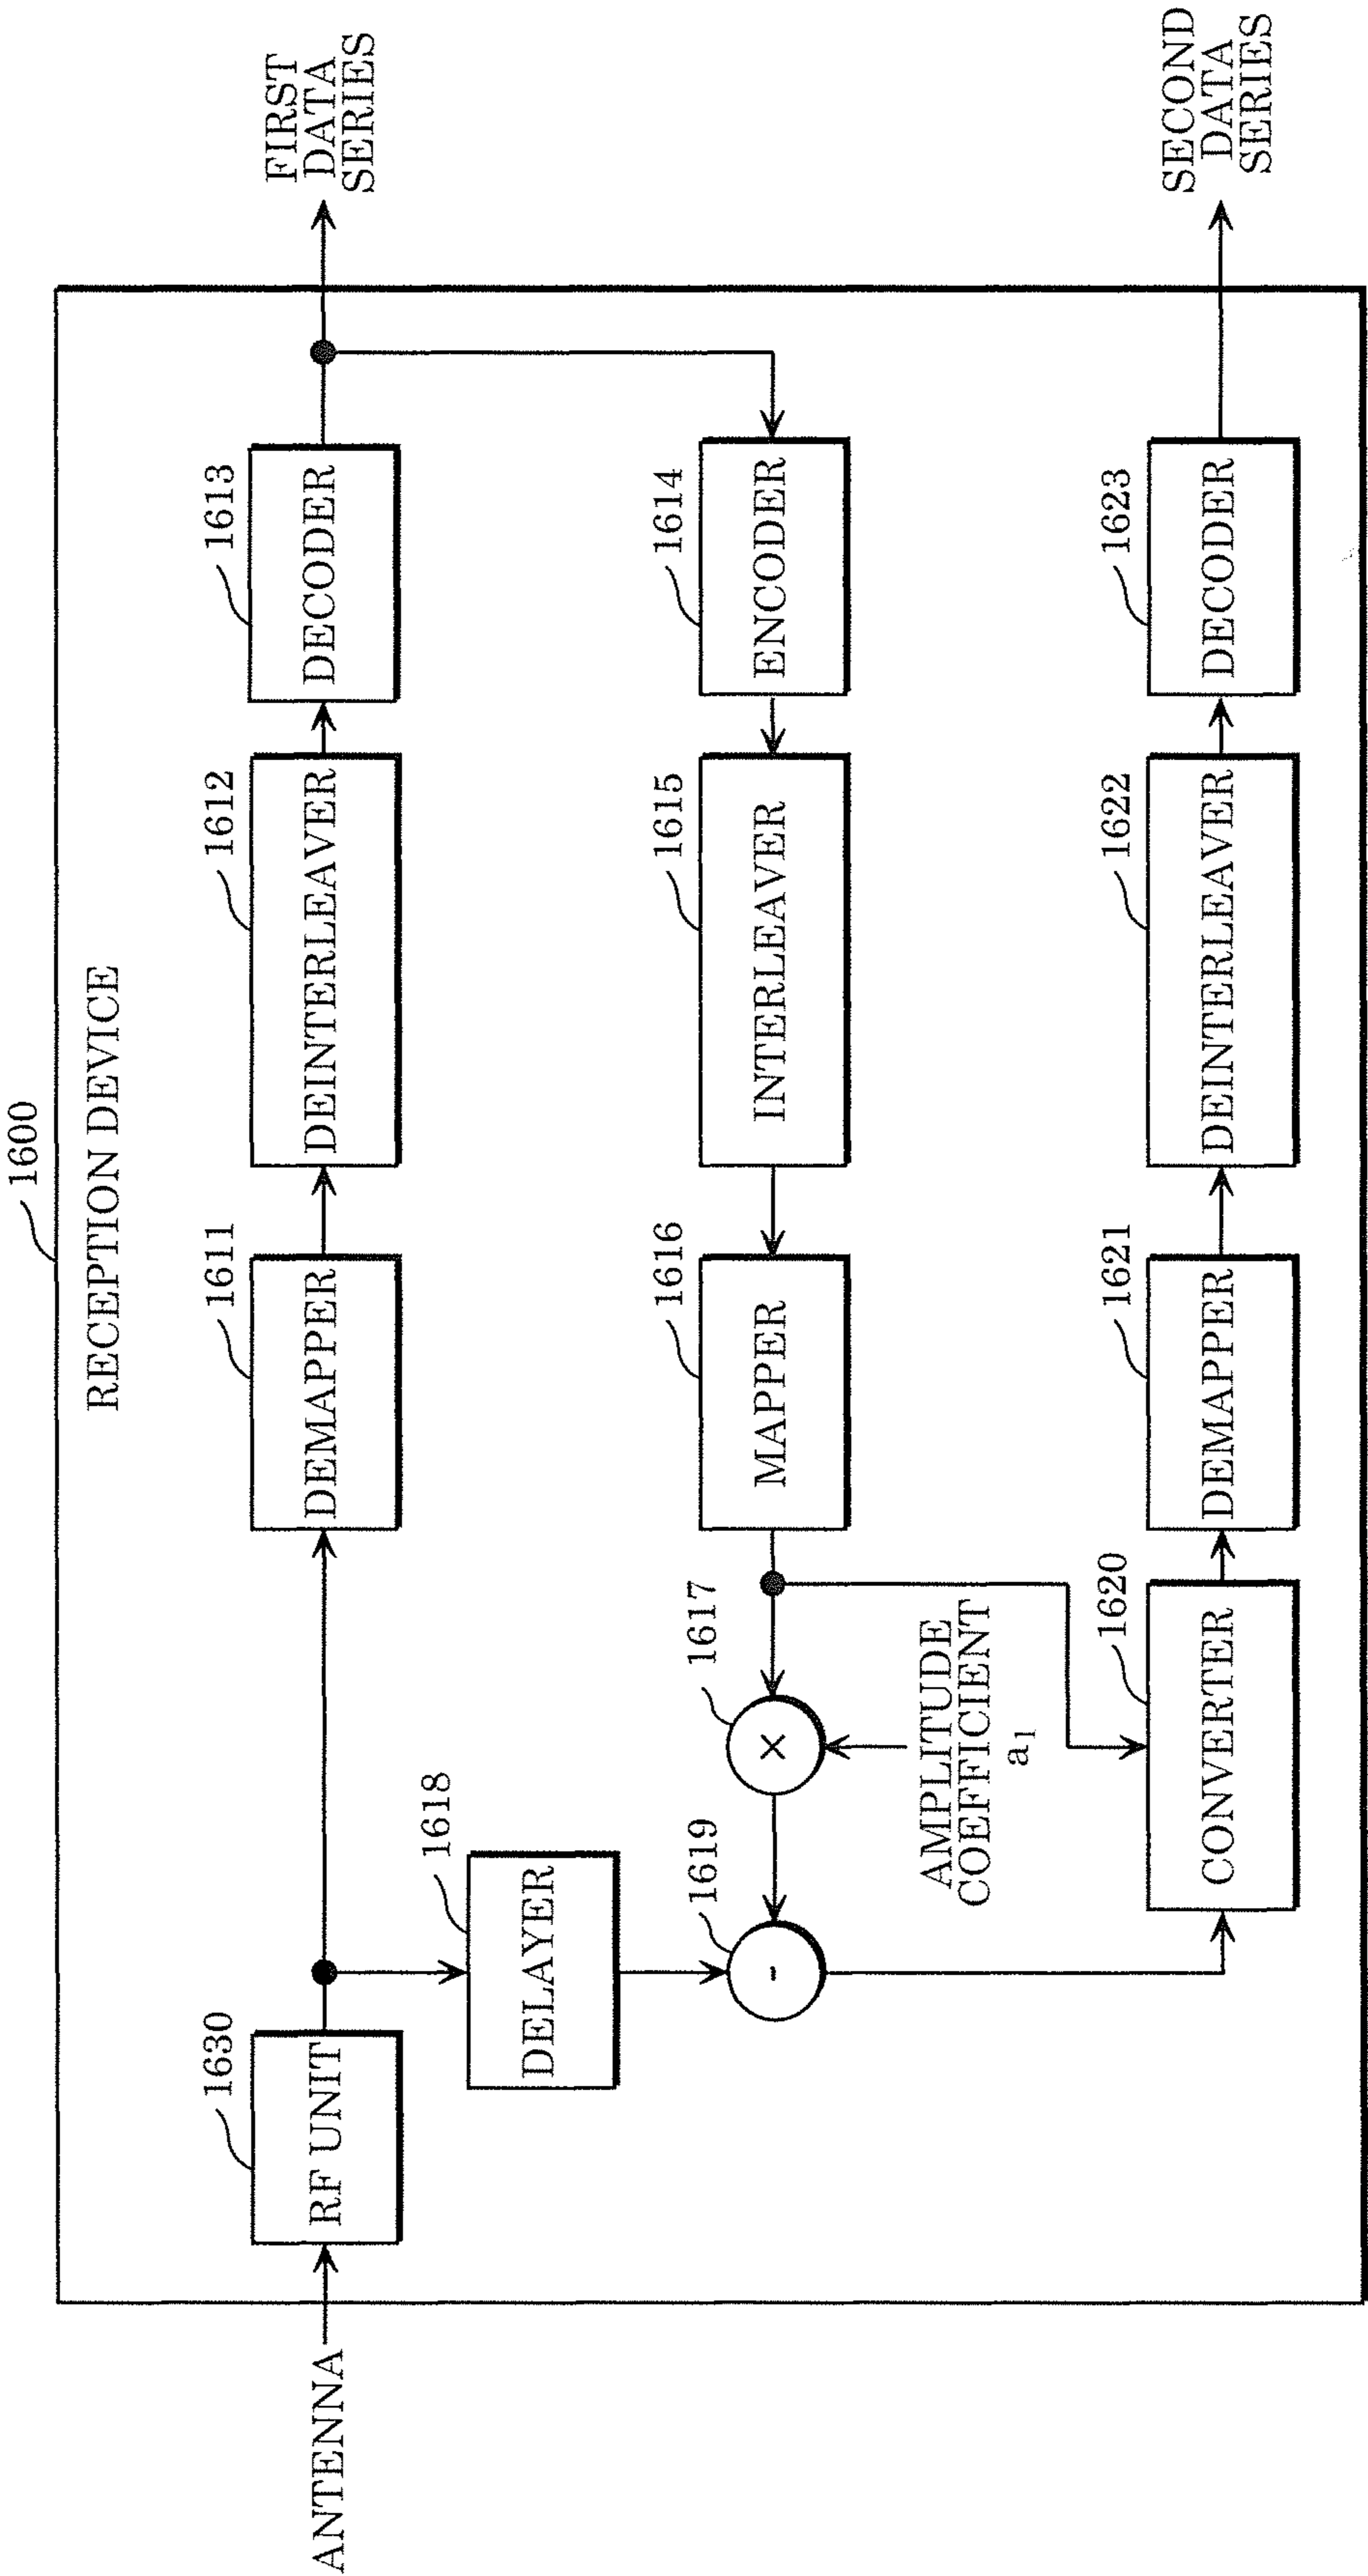 1600
RECEPTION DEVICE
ANTENNA
1630
RF UNIT
1611
DEMAPPER
1612
DEINTERLEAVER
1613
DECODER
FIRST
DATA
SERIES
1618
DELAYER
1619
-
1617
×
AMPLITUDE
COEFFICIENT
a1
1616
MAPPER
1615
INTERLEAVER
1614
ENCODER
1620
CONVERTER
1621
DEMAPPER
1622
DEINTERLEAVER
1623
DECODER
SECOND
DATA
SERIES